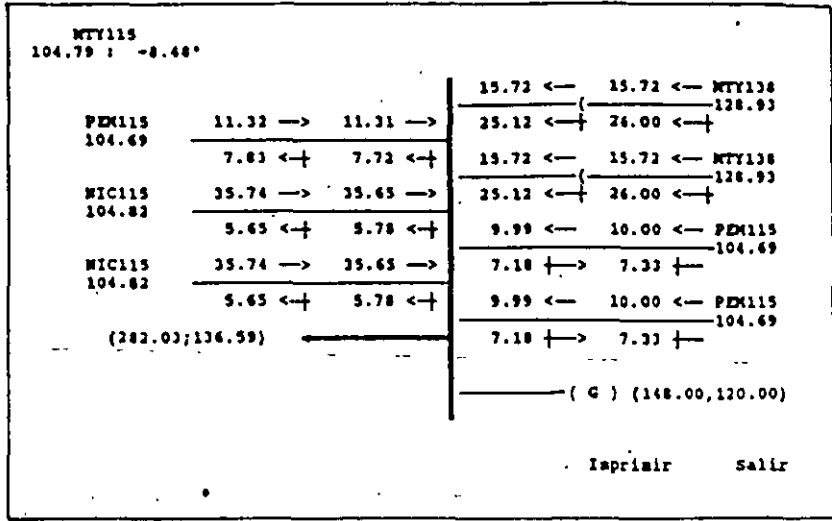 MTY115
104.79 : -8.48°
15.72 <— 15.72 <— MTY138
128.93
PEM115 11.32 —> 11.31 —> 25.12 <—┼ 26.00 <—┼
104.69
7.83 <-┼ 7.72 <-┼ 15.72 <— 15.72 <— MTY138
128.93
NIC115 35.74 —> 35.65 —> 25.12 <—┼ 26.00 <—┼
104.82
5.65 <-┼ 5.78 <-┼ 9.99 <— 10.00 <— PEM115
104.69
NIC115 35.74 —> 35.65 —> 7.18 ┼—> 7.33 ┼—
104.82
5.65 <-┼ 5.78 <-┼ 9.99 <— 10.00 <— PEM115
104.69
(282.03;136.59) 7.18 ┼—> 7.33 ┼—
( G ) (148.00,120.00)
Imprimir Salir